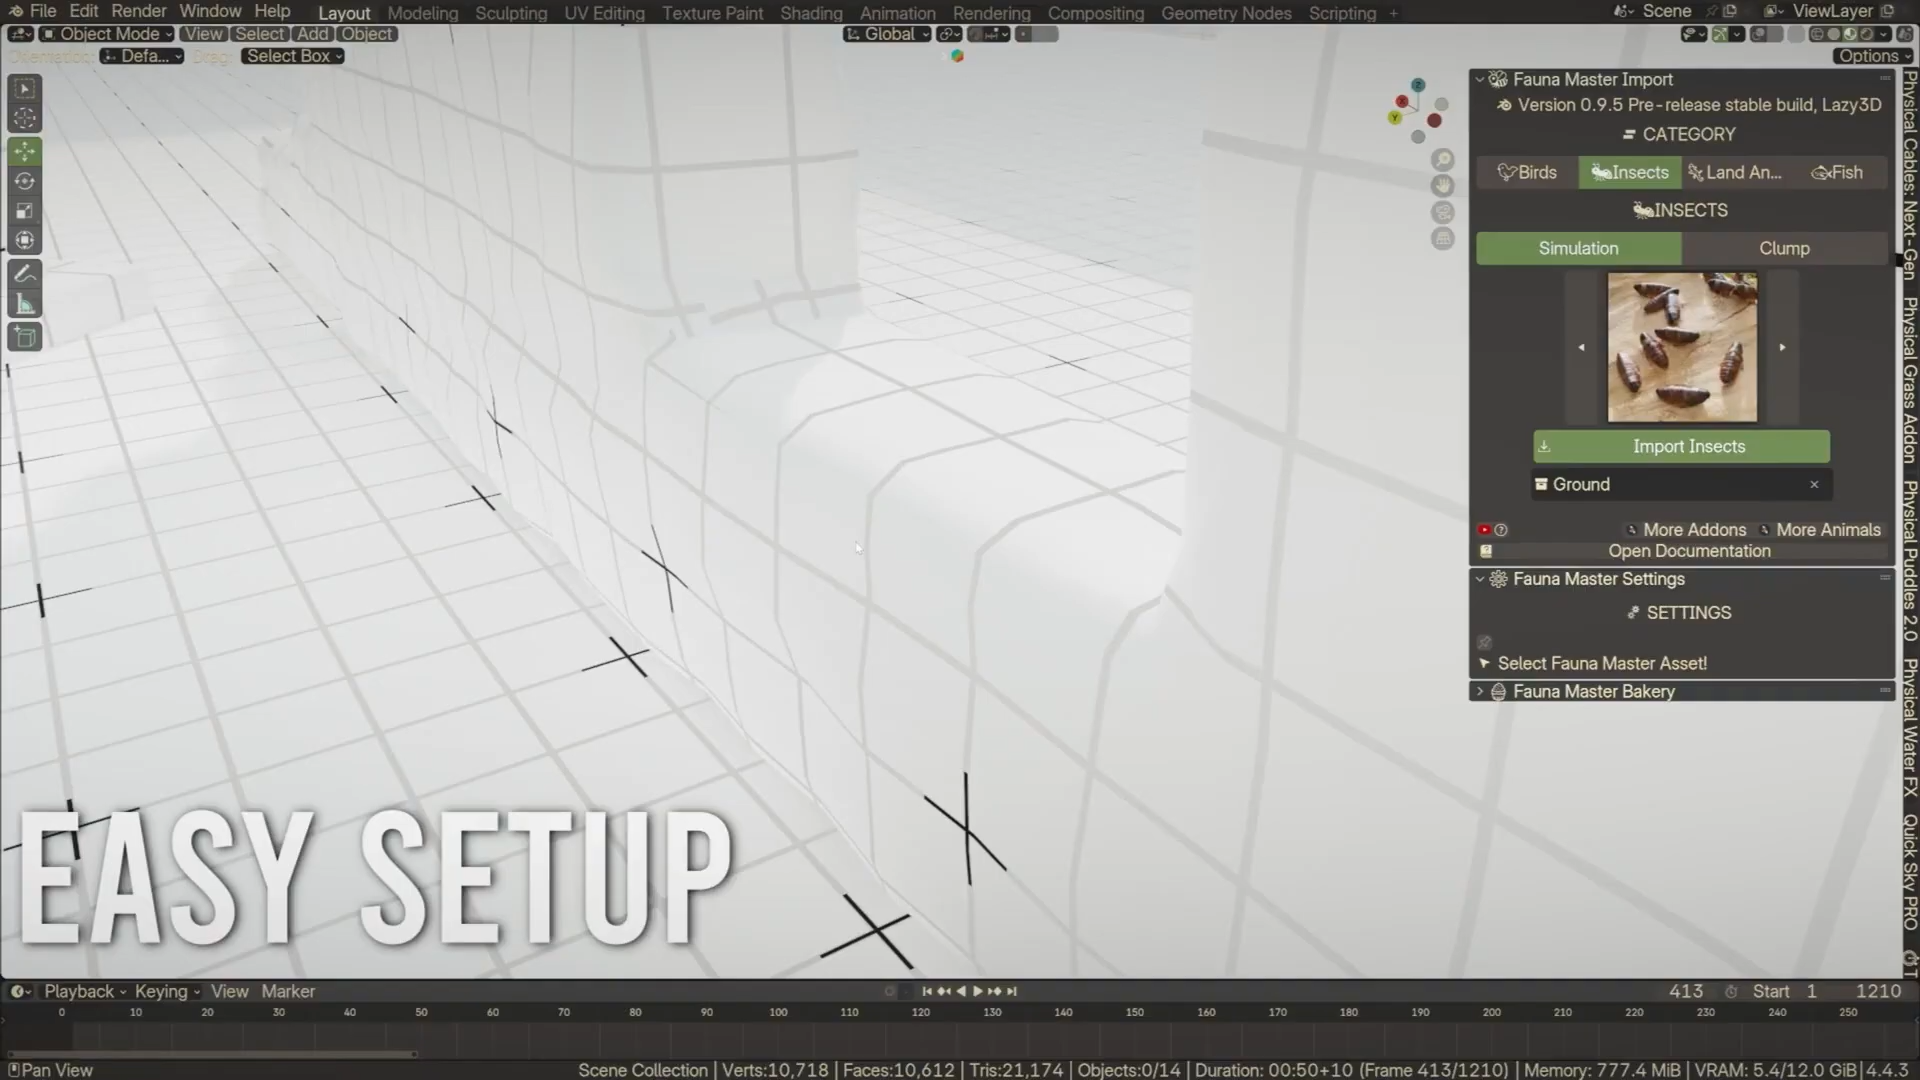 File Edit Render Window Help Layout Modeling Sculpting UV Editing Texture Paint Shading Animation Rendering Compositing Geometry Nodes Scripting + Scene ViewLayer
Object Mode View Select Add Object Global
Orientation: Defa... Drag: Select Box Options
Fauna Master Import
Version 0.9.5 Pre-release stable build, Lazy3D
CATEGORY
Birds Insects Land An... Fish
INSECTS
Simulation Clump
Import Insects
Ground
More Addons More Animals
Open Documentation
Fauna Master Settings
SETTINGS
Select Fauna Master Asset!
Fauna Master Bakery
Physical Cables: Next-Gen
Physical Grass Addon
Physical Puddles 2.0
Physical Water FX
Quick Sky PRO
EASY SETUP
Playback Keying View Marker 413 Start 1 1210
0 10 20 30 40 50 60 70 80 90 100 110 120 130 140 150 160 170 180 190 200 210 220 230 240 250
Pan View Scene Collection | Verts:10,718 | Faces:10,612 | Tris:21,174 | Objects:0/14 | Duration: 00:50+10 (Frame 413/1210) | Memory: 777.4 MiB | VRAM: 5.4/12.0 GiB | 4.4.3